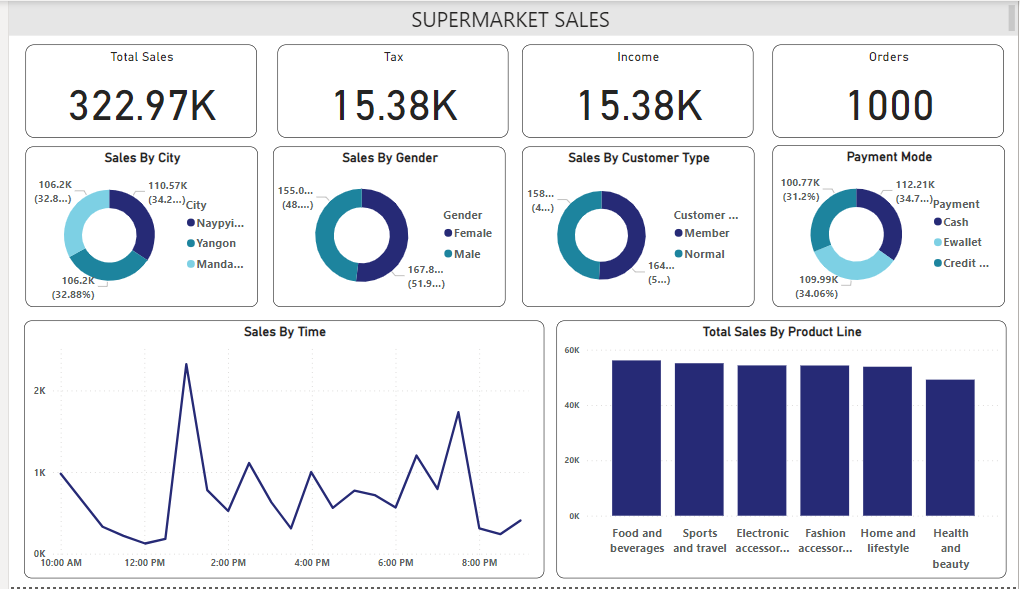 SUPERMARKET SALES
Total Sales
322.97K
Tax
15.38K
Income
15.38K
Orders
1000
Sales By City
106.2K
(32.8...)
110.57K
(34.2...)
106.2K
(32.88%)
City
Naypyi...
Yangon
Manda...
Sales By Gender
155.0...
(48....)
167.8...
(51.9...)
Gender
Female
Male
Sales By Customer Type
158...
(4...)
164...
(5...)
Customer ...
Member
Normal
Payment Mode
100.77K
(31.2%)
112.21K
(34.7...)
109.99K
(34.06%)
Payment
Cash
Ewallet
Credit ...
Sales By Time
2K
1K
0K
10:00 AM 12:00 PM 2:00 PM 4:00 PM 6:00 PM 8:00 PM
Total Sales By Product Line
60K
40K
20K
0K
Food and
beverages
Sports
and travel
Electronic
accessor...
Fashion
accessor...
Home and
lifestyle
Health
and
beauty